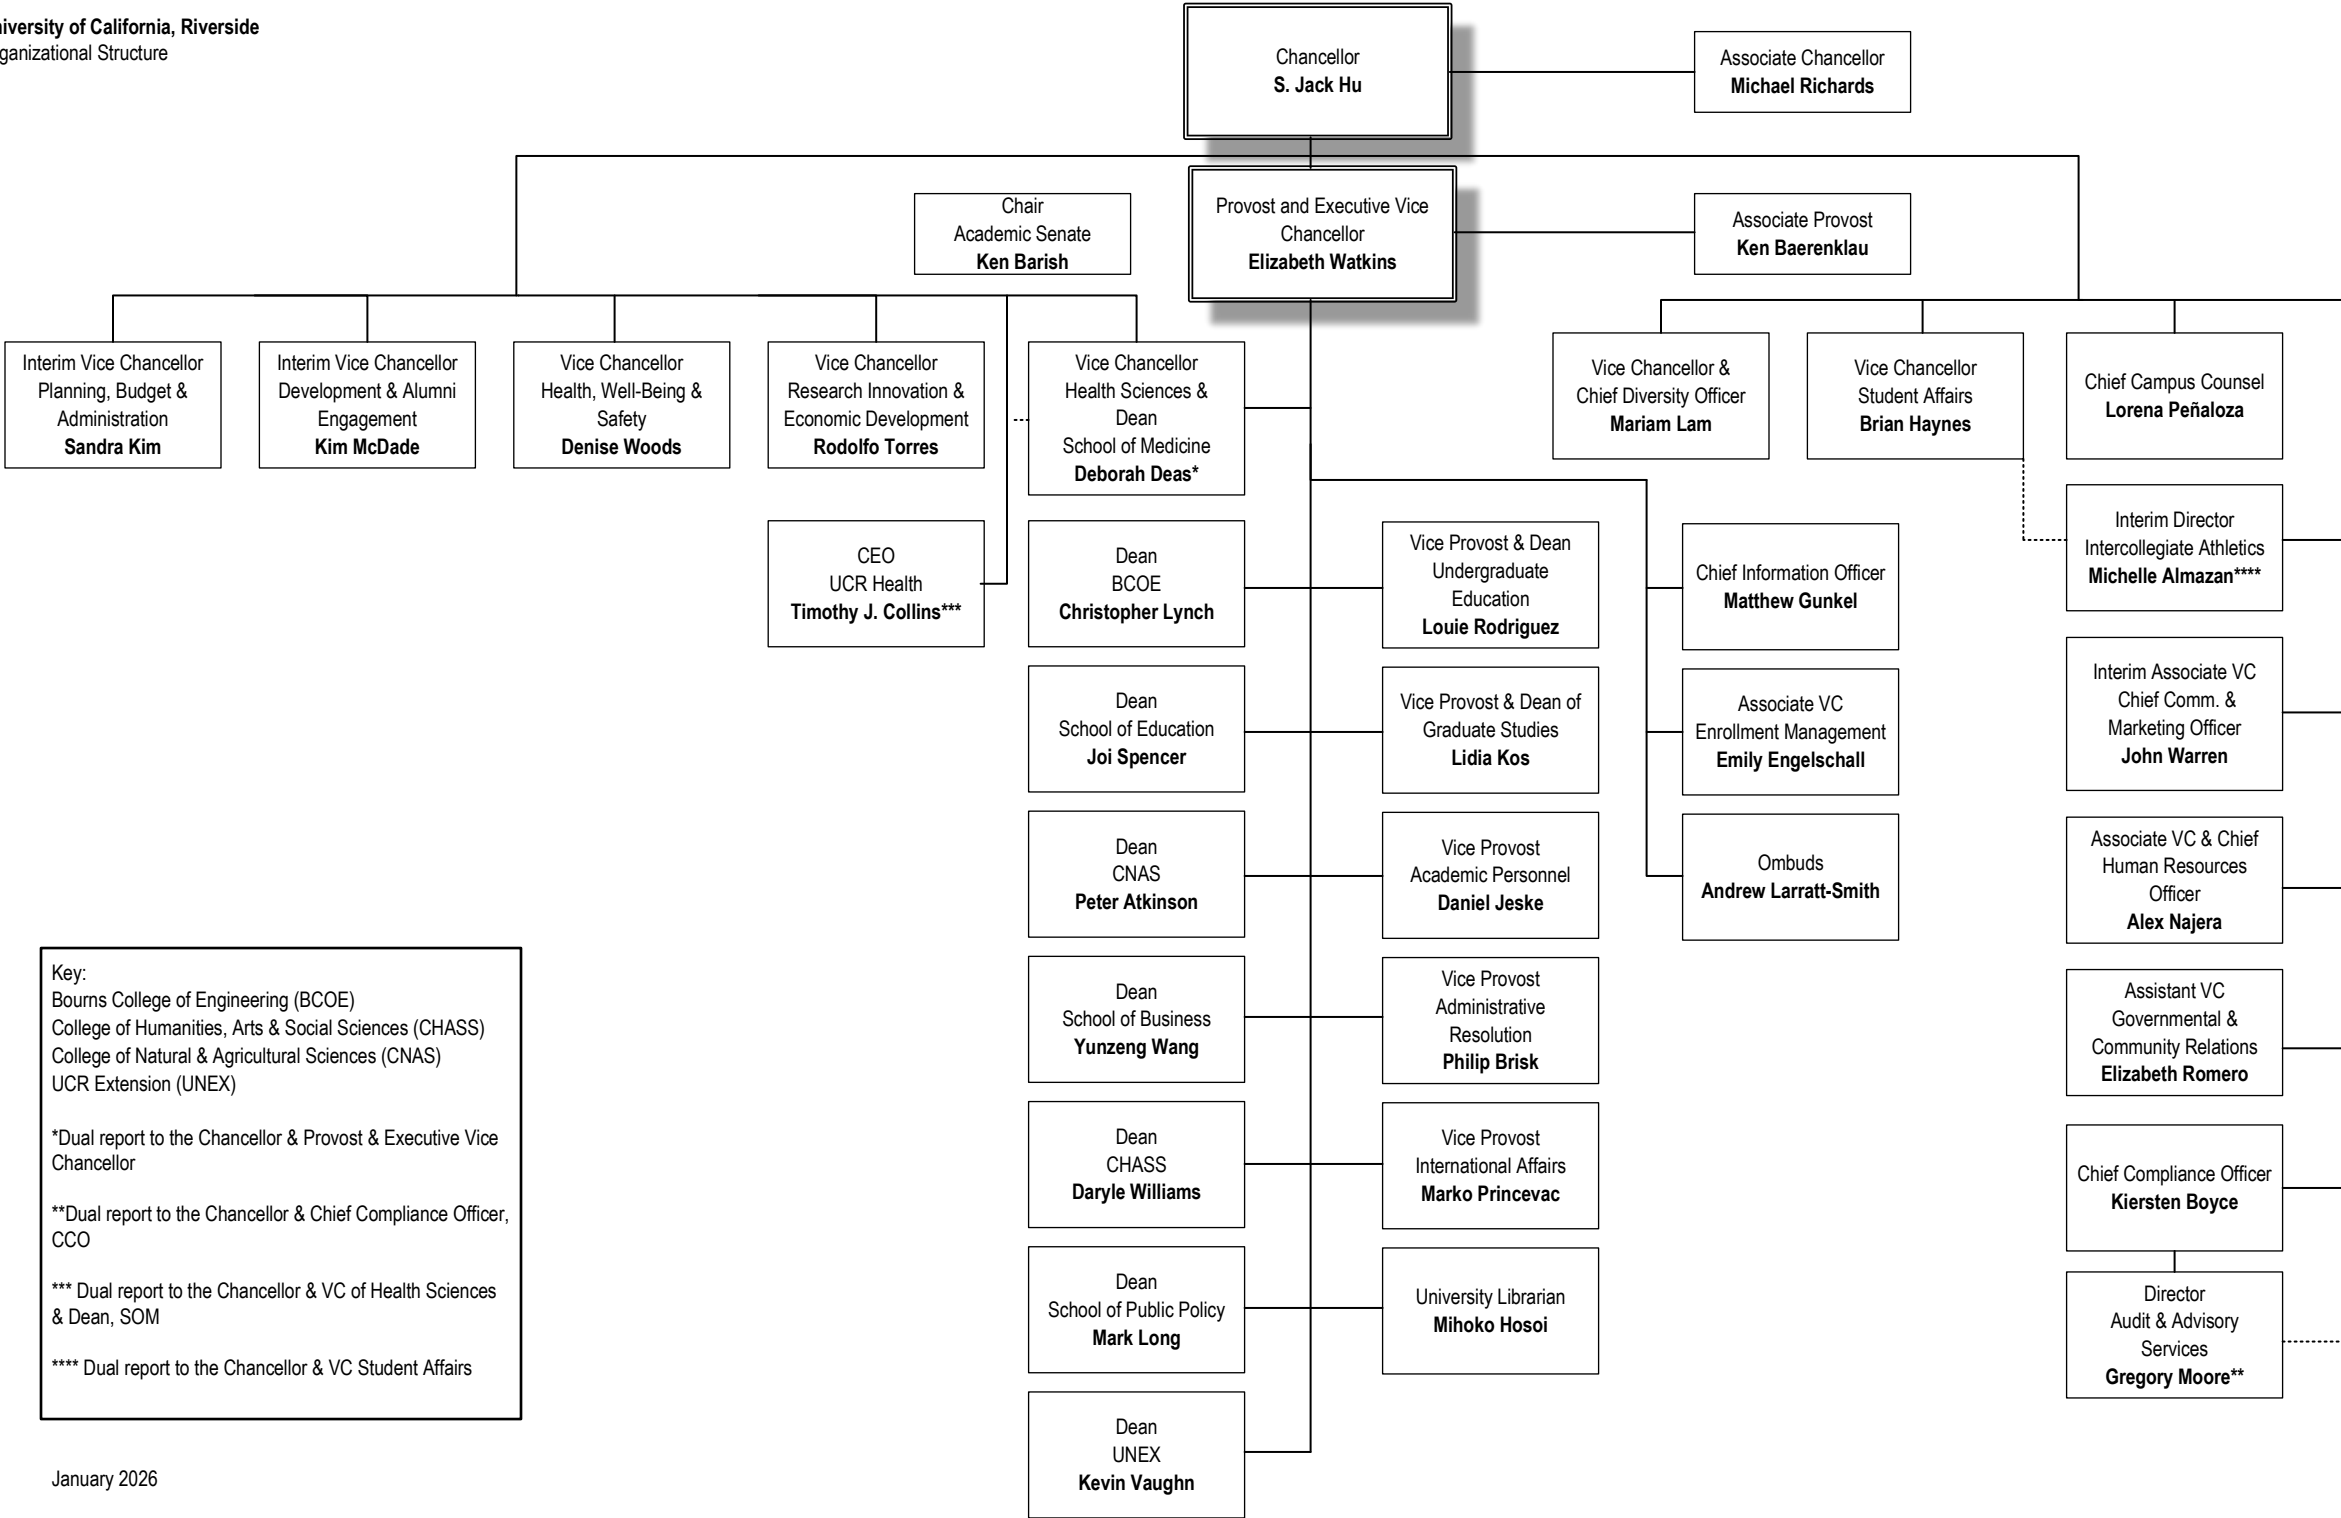 niversity of California, Riverside
ganizational Structure
Chancellor
S. Jack Hu
Associate Chancellor
Michael Richards
Chair
Academic Senate
Ken Barish
Provost and Executive Vice
Chancellor
Elizabeth Watkins
Associate Provost
Ken Baerenklau
Interim Vice Chancellor
Planning, Budget &
Administration
Sandra Kim
Interim Vice Chancellor
Development & Alumni
Engagement
Kim McDade
Vice Chancellor
Health, Well-Being &
Safety
Denise Woods
Vice Chancellor
Research Innovation &
Economic Development
Rodolfo Torres
Vice Chancellor
Health Sciences &
Dean
School of Medicine
Deborah Deas*
Vice Chancellor &
Chief Diversity Officer
Mariam Lam
Vice Chancellor
Student Affairs
Brian Haynes
Chief Campus Counsel
Lorena Peñaloza
CEO
UCR Health
Timothy J. Collins***
Dean
BCOE
Christopher Lynch
Vice Provost & Dean
Undergraduate
Education
Louie Rodriguez
Chief Information Officer
Matthew Gunkel
Interim Director
Intercollegiate Athletics
Michelle Almazan****
Dean
School of Education
Joi Spencer
Vice Provost & Dean of
Graduate Studies
Lidia Kos
Associate VC
Enrollment Management
Emily Engelschall
Interim Associate VC
Chief Comm. &
Marketing Officer
John Warren
Dean
CNAS
Peter Atkinson
Vice Provost
Academic Personnel
Daniel Jeske
Ombuds
Andrew Larratt-Smith
Associate VC & Chief
Human Resources
Officer
Alex Najera
Dean
School of Business
Yunzeng Wang
Vice Provost
Administrative
Resolution
Philip Brisk
Assistant VC
Governmental &
Community Relations
Elizabeth Romero
Dean
CHASS
Daryle Williams
Vice Provost
International Affairs
Marko Princevac
Chief Compliance Officer
Kiersten Boyce
Dean
School of Public Policy
Mark Long
University Librarian
Mihoko Hosoi
Director
Audit & Advisory
Services
Gregory Moore**
Dean
UNEX
Kevin Vaughn
Key:
Bourns College of Engineering (BCOE)
College of Humanities, Arts & Social Sciences (CHASS)
College of Natural & Agricultural Sciences (CNAS)
UCR Extension (UNEX)
*Dual report to the Chancellor & Provost & Executive Vice
Chancellor
**Dual report to the Chancellor & Chief Compliance Officer,
CCO
*** Dual report to the Chancellor & VC of Health Sciences
& Dean, SOM
**** Dual report to the Chancellor & VC Student Affairs
January 2026